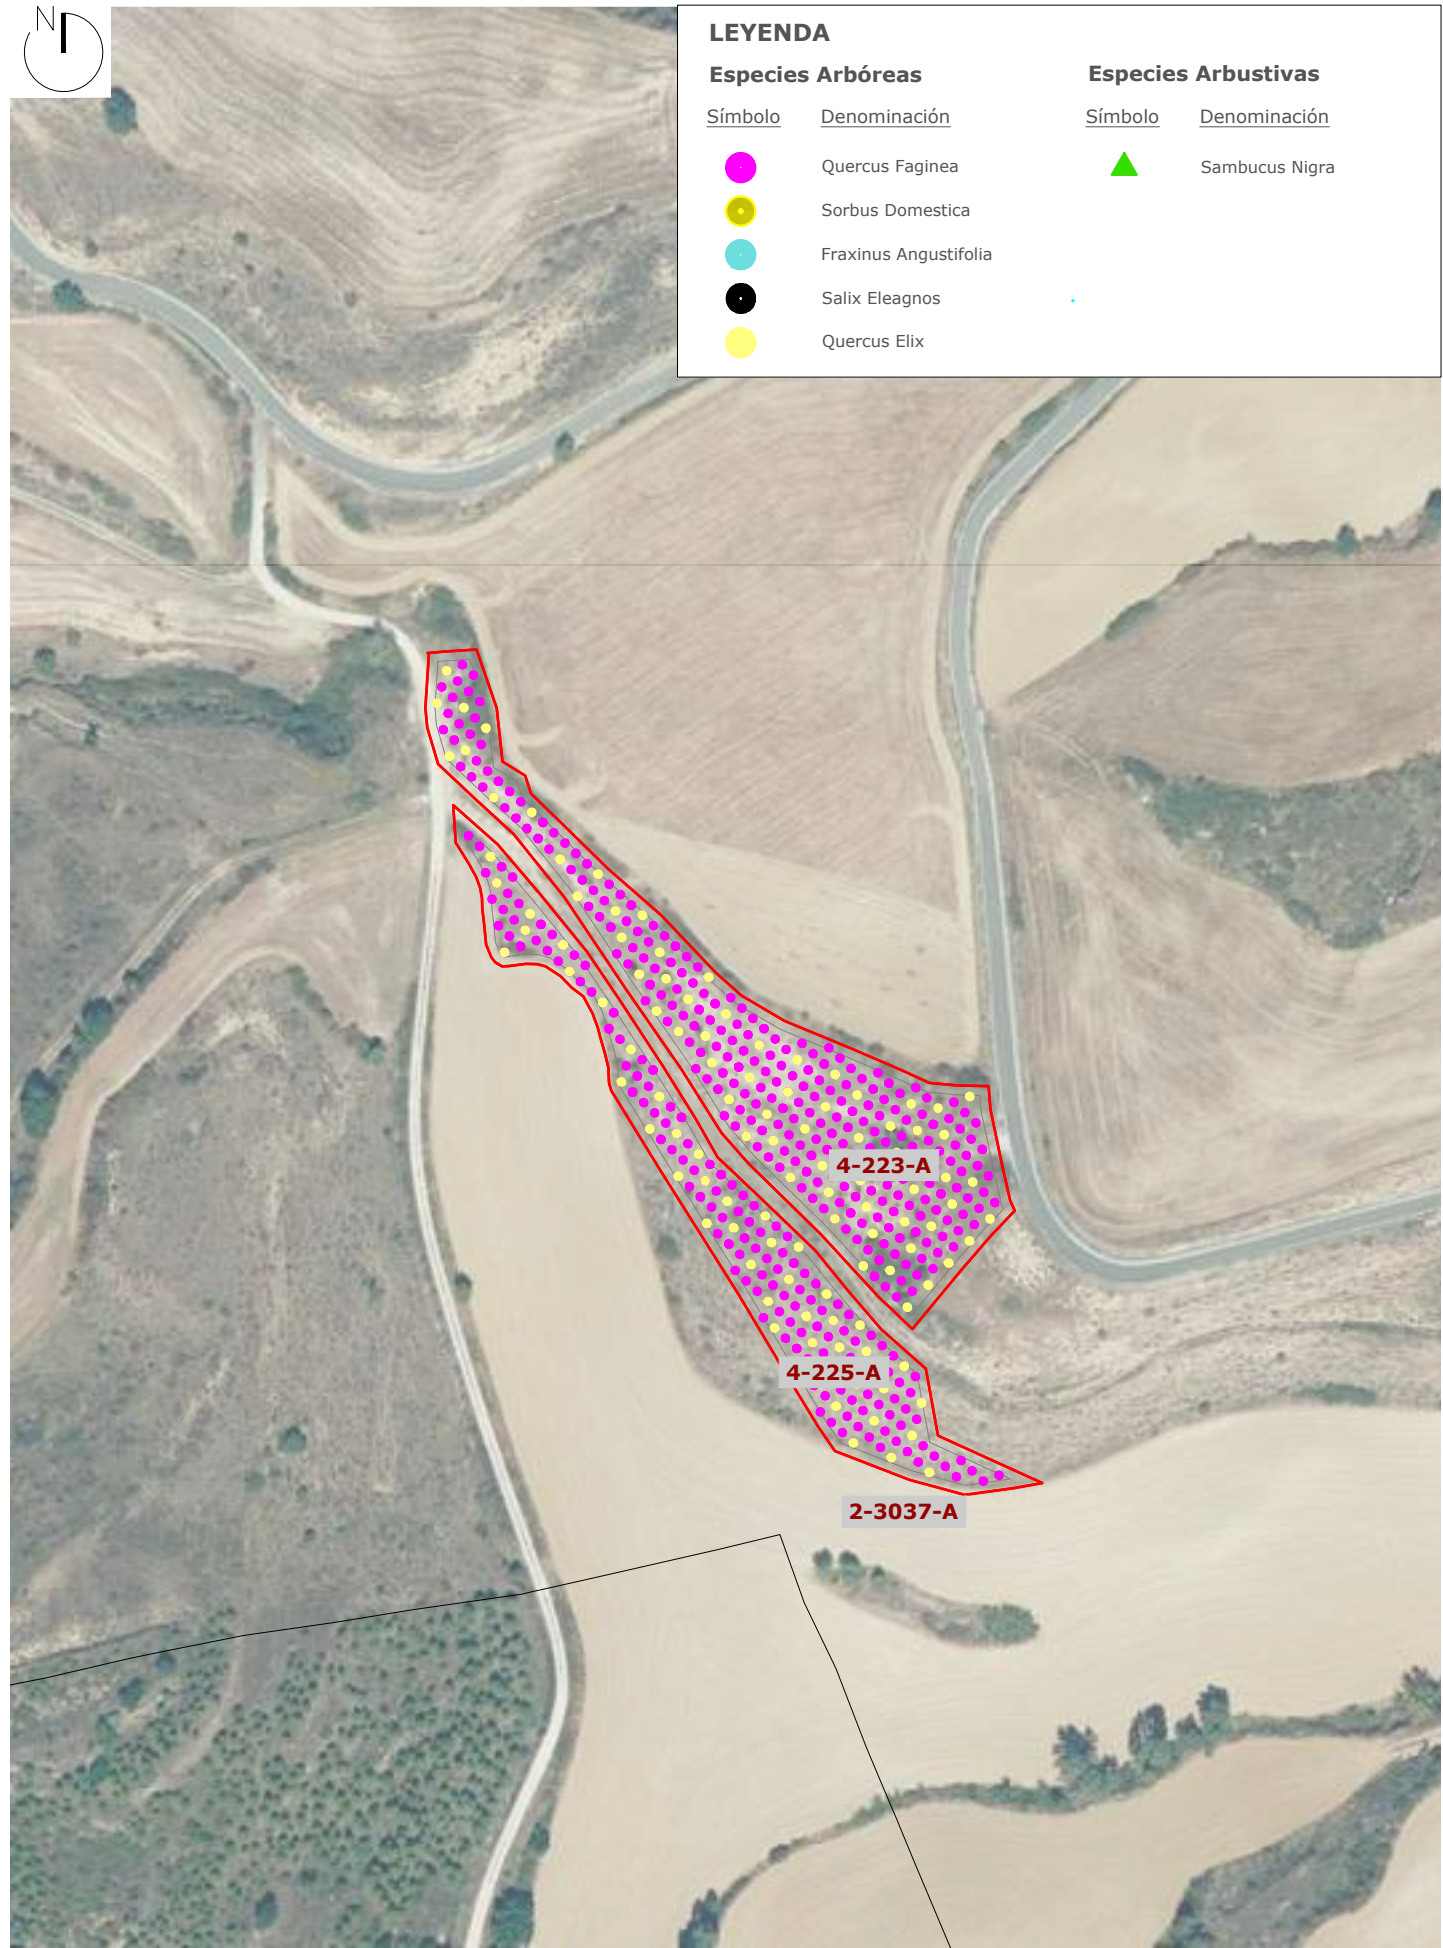 N
LEYENDA
Especies Arbóreas
Especies Arbustivas
Símbolo Denominación
Símbolo Denominación
Quercus Faginea
Sambucus Nigra
Sorbus Domestica
Fraxinus Angustifolia
Salix Eleagnos
Quercus Elix
4-223-A
4-225-A
2-3037-A